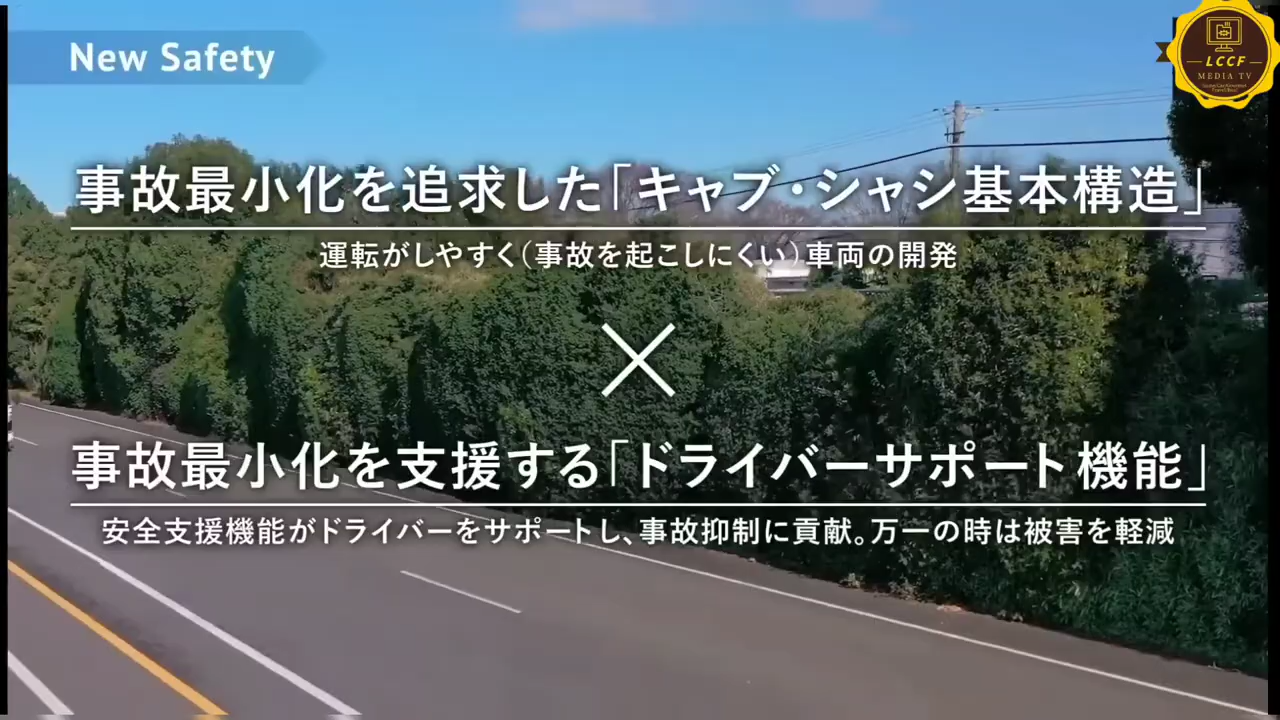 New Safety
LCCF
MEDIA TV
事故最小化を追求した「キャブ・シャシ基本構造」
運転がしやすく(事故を起こしにくい)車両の開発
×
事故最小化を支援する「ドライバーサポート機能」
安全支援機能がドライバーをサポートし、事故抑制に貢献。万一の時は被害を軽減